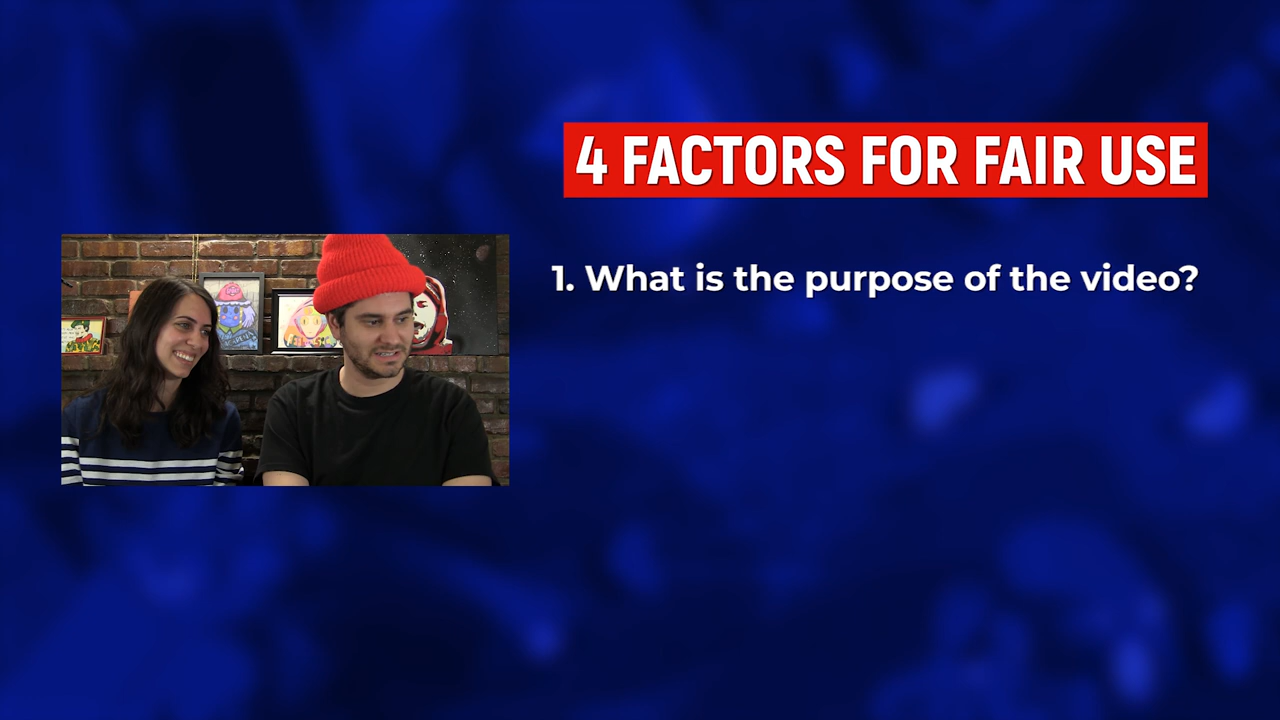 4 FACTORS FOR FAIR USE
1. What is the purpose of the video?